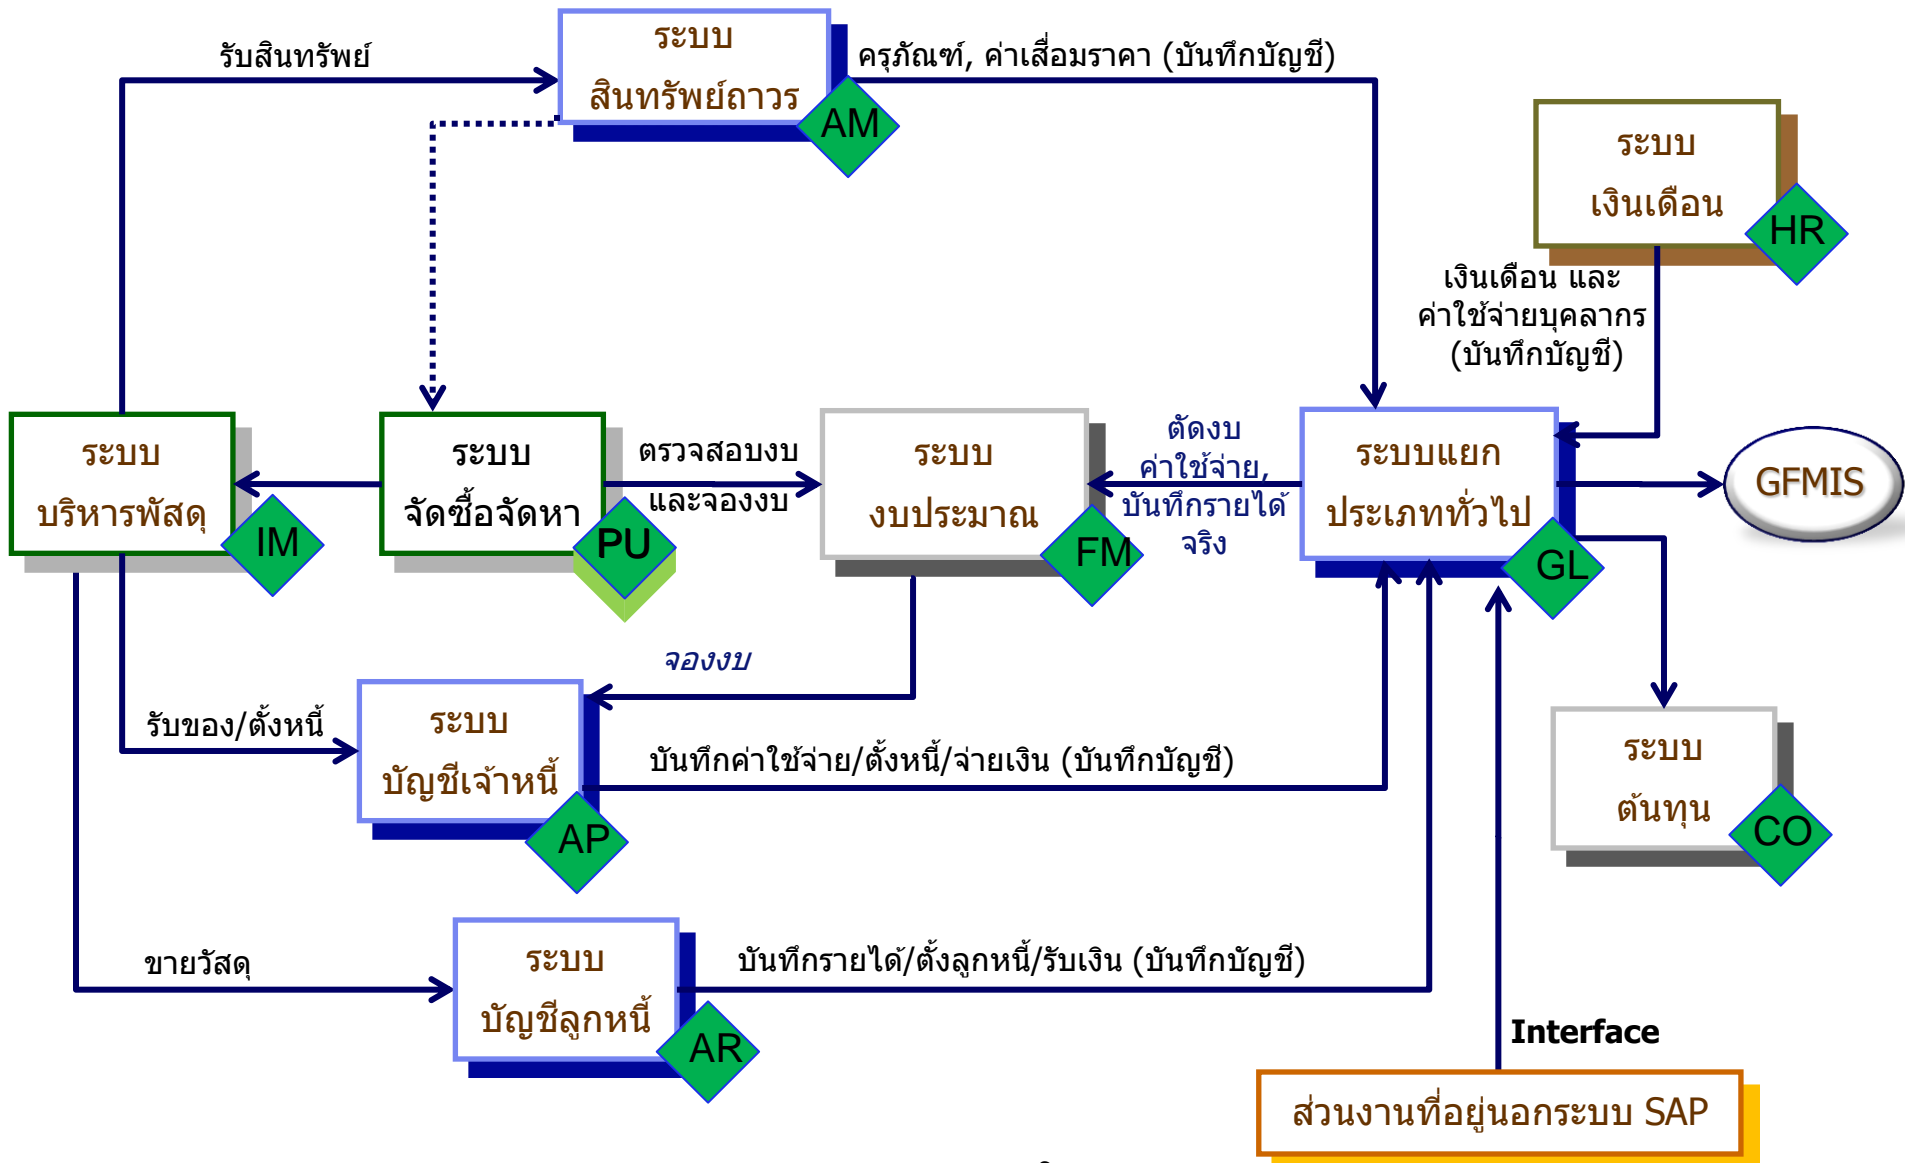 รับสินทรัพย์
ระบบ
สินทรัพย์ถาวร
AM
ครุภัณฑ์, ค่าเสื่อมราคา (บันทึกบัญชี)
ระบบ
เงินเดือน
HR
เงินเดือน และ
ค่าใช้จ่ายบุคลากร
(บันทึกบัญชี)
ระบบ
บริหารพัสดุ
IM
ระบบ
จัดซื้อจัดหา
PU
ตรวจสอบงบ
และจองงบ
ระบบ
งบประมาณ
FM
ตัดงบ
ค่าใช้จ่าย,
บันทึกรายได้
จริง
ระบบแยก
ประเภททั่วไป
GL
GFMIS
จองงบ
รับของ/ตั้งหนี้
ระบบ
บัญชีเจ้าหนี้
AP
บันทึกค่าใช้จ่าย/ตั้งหนี้/จ่ายเงิน (บันทึกบัญชี)
ระบบ
ต้นทุน
CO
ขายวัสดุ
ระบบ
บัญชีลูกหนี้
AR
บันทึกรายได้/ตั้งลูกหนี้/รับเงิน (บันทึกบัญชี)
Interface
ส่วนงานที่อยู่นอกระบบ SAP